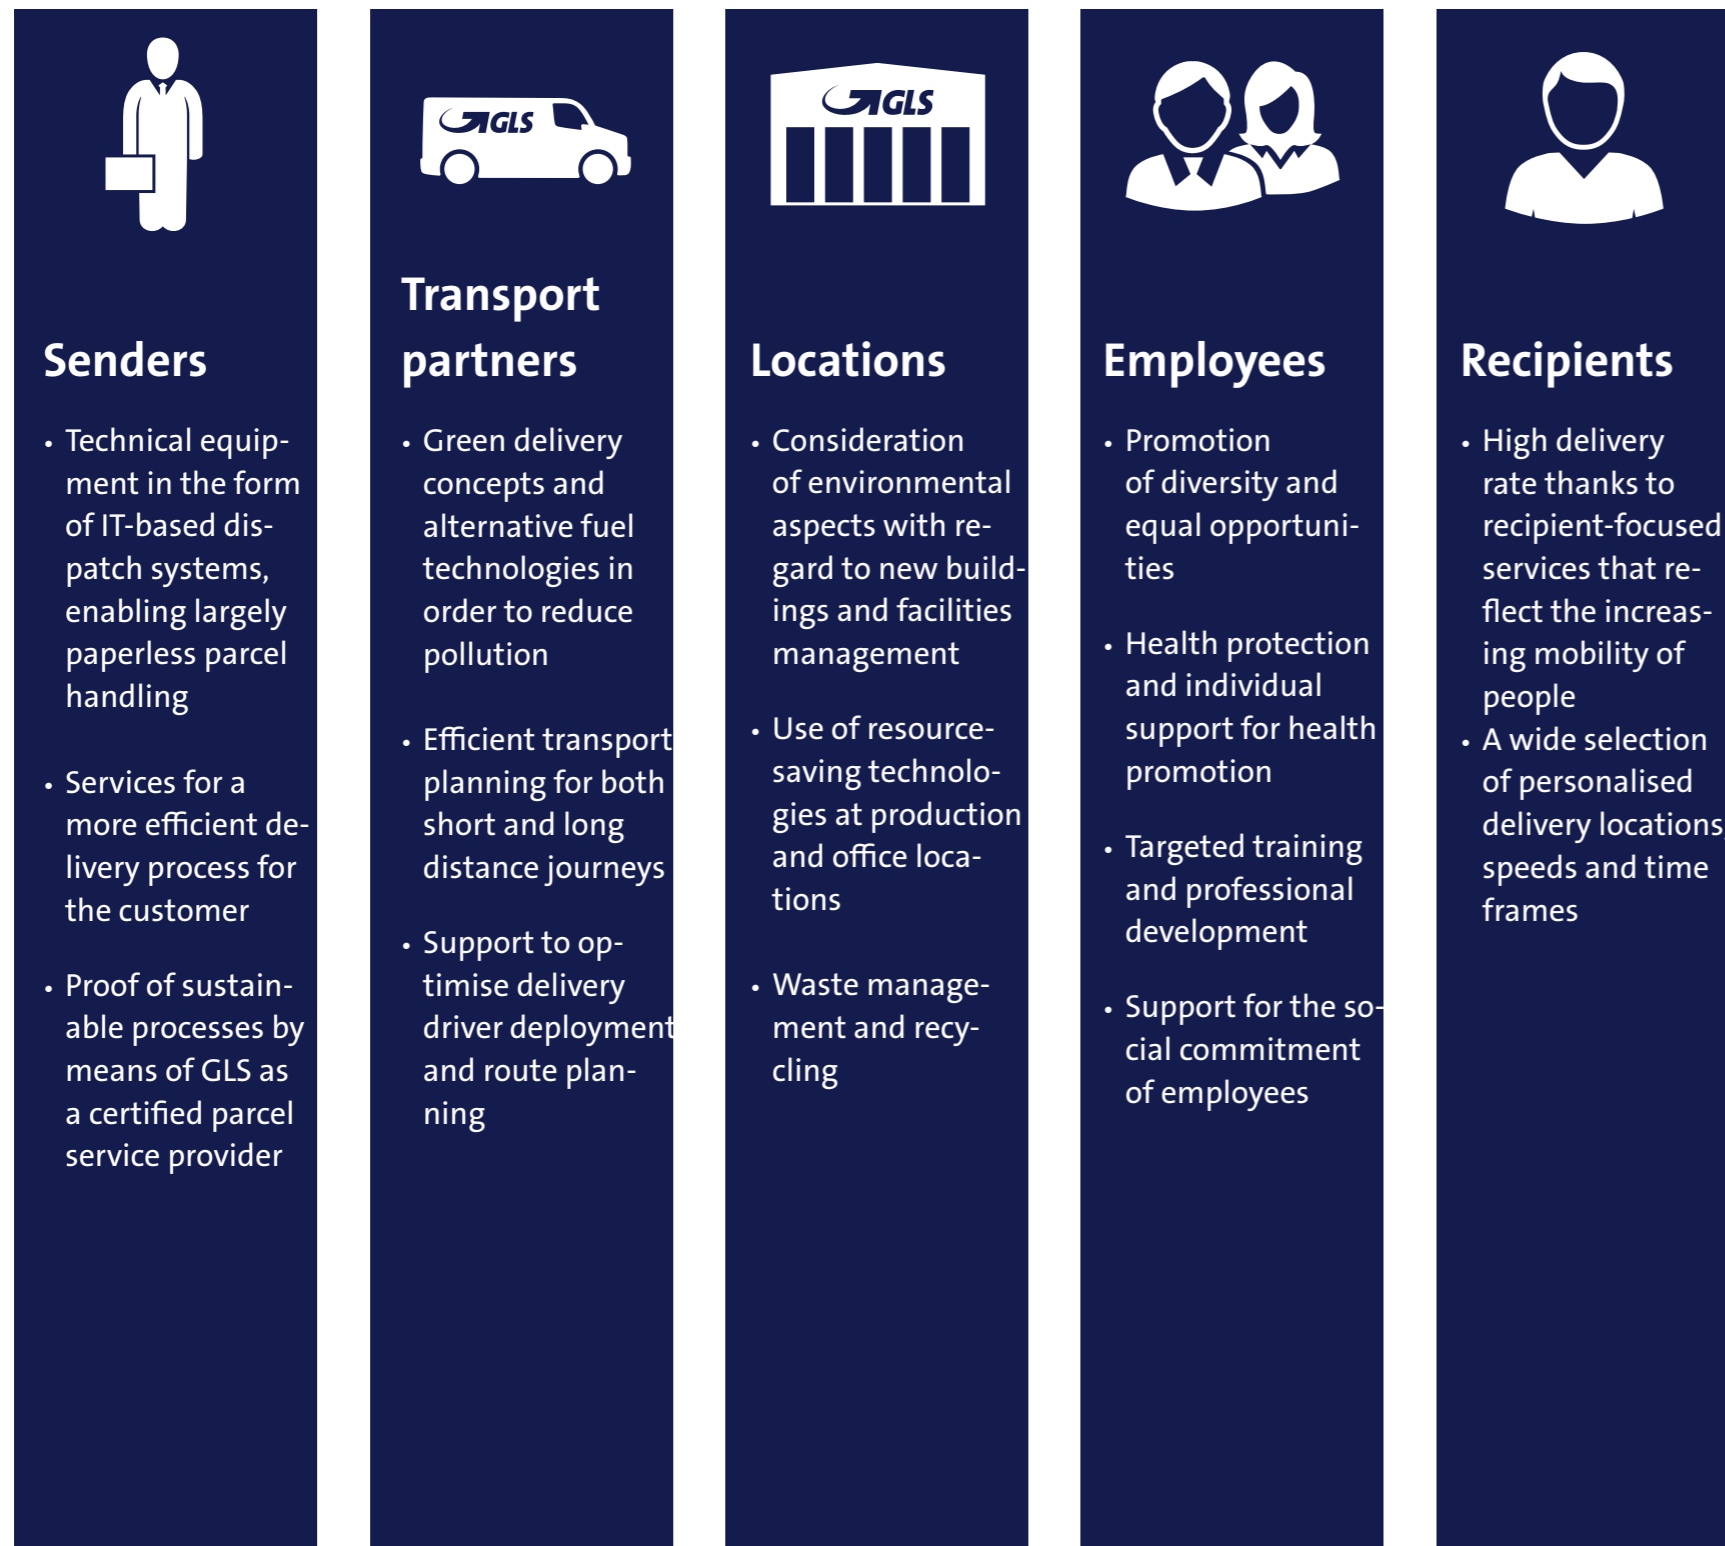 Senders
• Technical equip-
ment in the form
of IT-based dis-
patch systems,
enabling largely
paperless parcel
handling
• Services for a
more efficient de-
livery process for
the customer
• Proof of sustain-
able processes by
means of GLS as
a certified parcel
service provider
GLS
Transport
partners
• Green delivery
concepts and
alternative fuel
technologies in
order to reduce
pollution
• Efficient transport
planning for both
short and long
distance journeys
• Support to op-
timise delivery
driver deployment
and route plan-
ning
GLS
Locations
• Consideration
of environmental
aspects with re-
gard to new build-
ings and facilities
management
• Use of resource-
saving technolo-
gies at production
and office loca-
tions
• Waste manage-
ment and recy-
cling
Employees
• Promotion
of diversity and
equal opportuni-
ties
• Health protection
and individual
support for health
promotion
• Targeted training
and professional
development
• Support for the so-
cial commitment
of employees
Recipients
• High delivery
rate thanks to
recipient-focused
services that re-
flect the increas-
ing mobility of
people
• A wide selection
of personalised
delivery locations,
speeds and time
frames